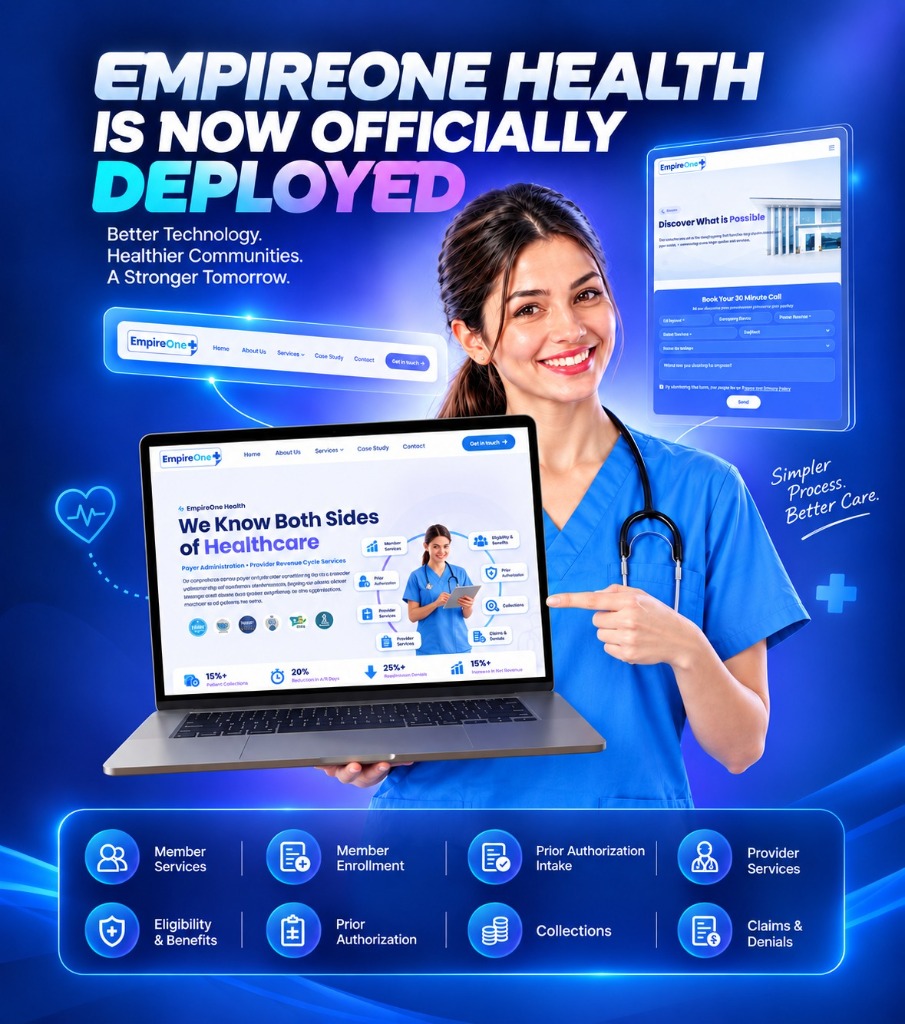 EMPIREONE HEALTH
IS NOW OFFICIALLY
DEPLOYED
Better Technology.
Healthier Communities.
A Stronger Tomorrow.
EmpireOne
Home
About Us
Services
Case Study
Contact
Get in touch →
EmpireOne
Discover What is Possible
Book Your 30 Minute Call
Send
EmpireOne
Home
About Us
Services
Case Study
Contact
Get in touch →
EmpireOne Health
We Know Both Sides
of Healthcare
Payer Administration • Provider Revenue Cycle Services
Member
Services
Prior
Authorization
Provider
Services
Provider
Services
Eligibility &
Benefits
Prior
Authorization
Collections
Claims &
Denials
15%+
Patient Collections
20%
Reduction in A/R Days
25%+
15%+
Simpler
Process.
Better Care.
Member
Services
Member
Enrollment
Prior Authorization
Intake
Provider
Services
Eligibility
& Benefits
Prior
Authorization
Collections
Claims &
Denials